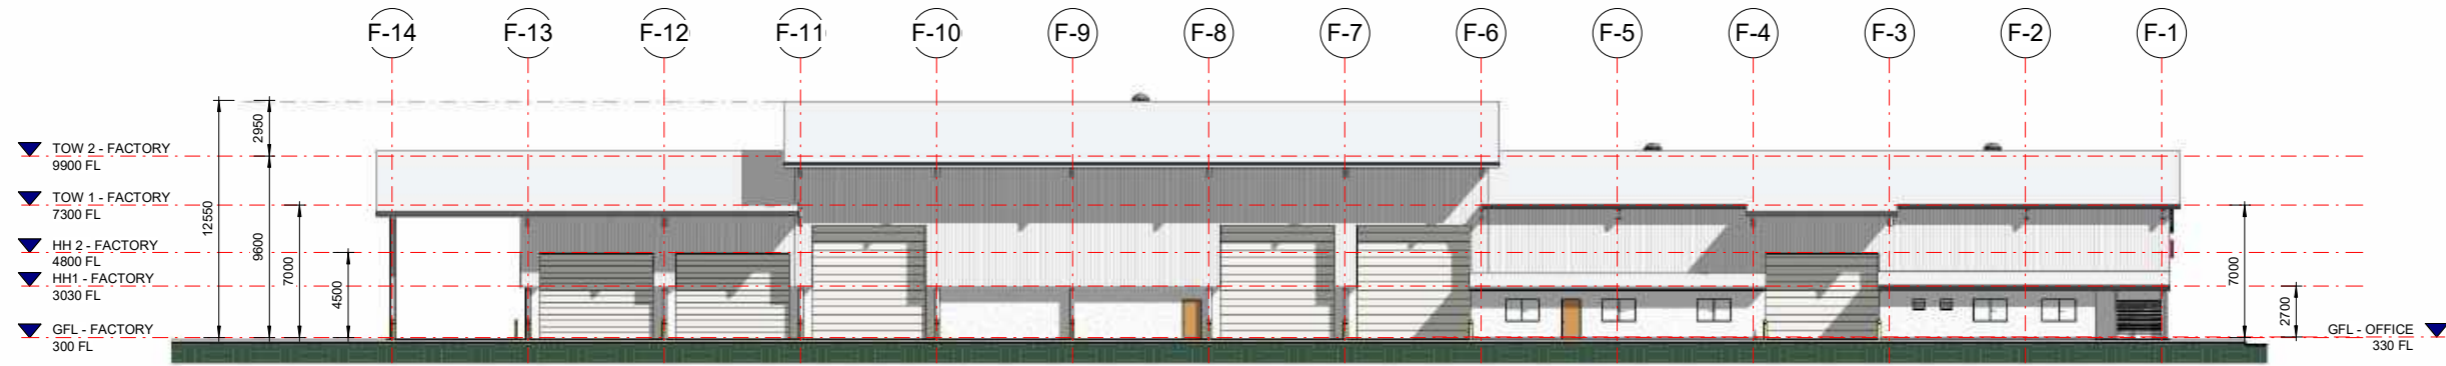 F-14 F-13 F-12 F-11 F-10 F-9 F-8 F-7 F-6 F-5 F-4 F-3 F-2 F-1
2950
TOW 2 - FACTORY
9900 FL
TOW 1 - FACTORY
7300 FL
12550
9600
7000
HH 2 - FACTORY
4800 FL
4500
HH1 - FACTORY
3030 FL
GFL - FACTORY
300 FL
7000
2700
GFL - OFFICE
330 FL